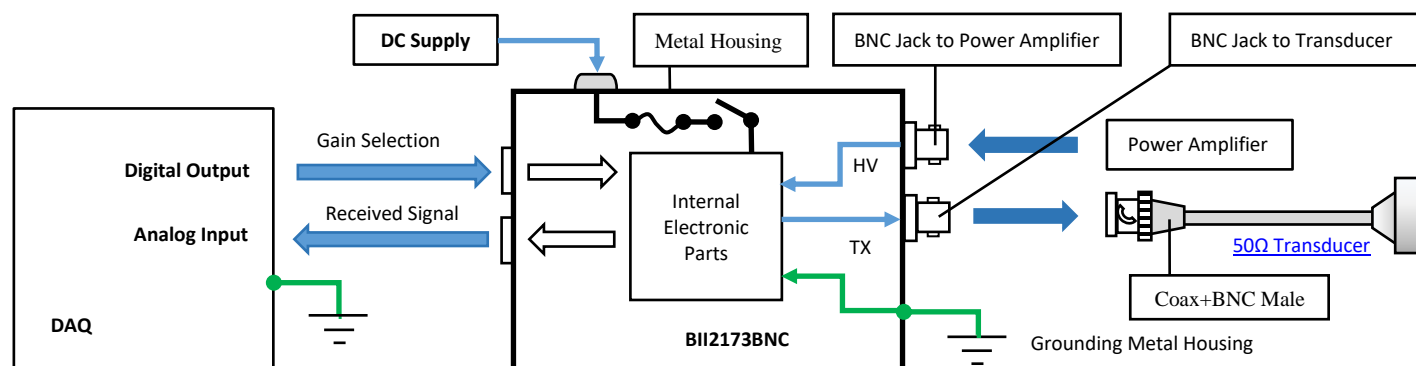 DC Supply
Metal Housing
BNC Jack to Power Amplifier
BNC Jack to Transducer
Gain Selection
Digital Output
HV
Power Amplifier
Internal
Electronic
Parts
Received Signal
Analog Input
TX
50Ω Transducer
Coax+BNC Male
DAQ
BII2173BNC
Grounding Metal Housing